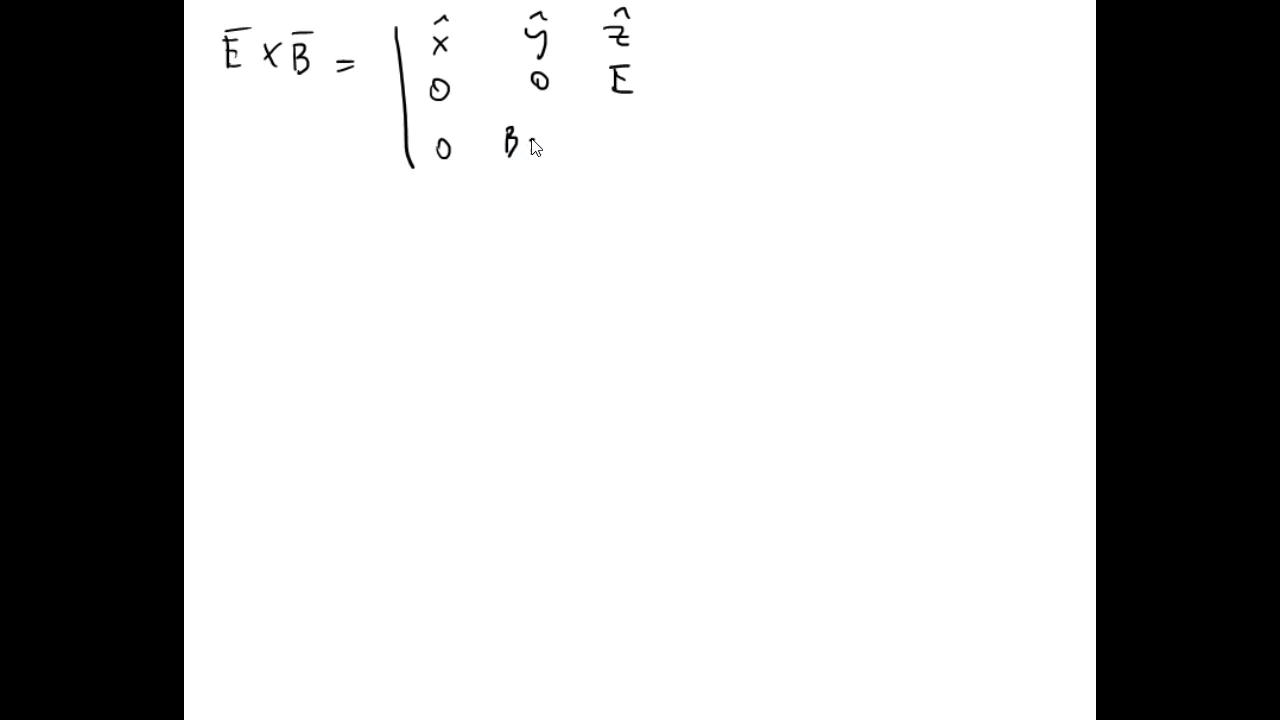 E̅ × B̅ = | x̂ ŷ ẑ
0 0 E
0 B